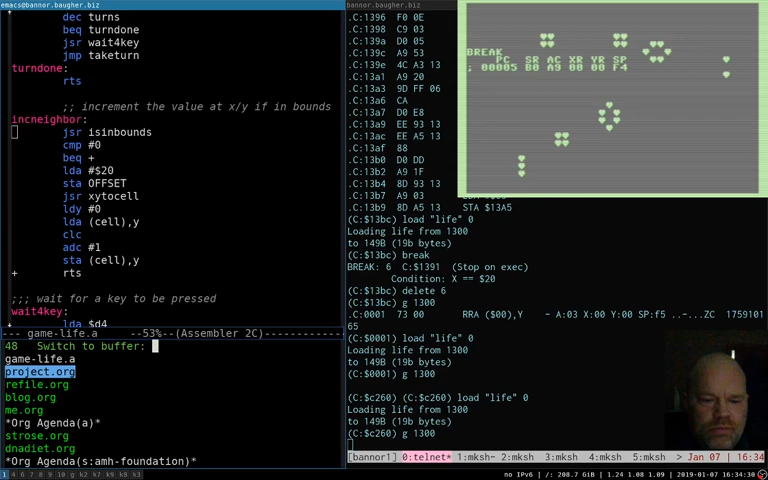 emacs@bannor.baugher.biz
dec turns
beq turndone
jsr wait4key
jmp taketurn
turndone:
rts
;; increment the value at x/y if in bounds
incneighbor:
jsr isinbounds
cmp #0
beq +
lda #$20
sta OFFSET
jsr xytocell
ldy #0
lda (cell),y
clc
adc #1
sta (cell),y
+ rts
;;; wait for a key to be pressed
wait4key:
lda $d4
--- game-life.a --53%--(Assembler 2C)------------
48 Switch to buffer:
game-life.a
project.org
refile.org
blog.org
me.org
*Org Agenda(a)*
strose.org
dnadiet.org
*Org Agenda(s:amh-foundation)*
bannor.baugher.biz
.C:1396 F0 0E
.C:1398 C9 03
.C:139a D0 05
.C:139c A9 53
.C:139e 4C A3 13
.C:13a1 A9 20
.C:13a3 9D FF 06
.C:13a6 CA
.C:13a7 D0 E8
.C:13a9 EE 93 13
.C:13ac EE A5 13
.C:13af 88
.C:13b0 D0 DD
.C:13b2 A9 1F
.C:13b4 8D 93 13
.C:13b7 A9 03
.C:13b9 8D A5 13 STA $13A5
(C:$13bc) load "life" 0
Loading life from 1300
to 149B (19b bytes)
(C:$13bc) break
BREAK: 6 C:$1391 (Stop on exec)
Condition: X == $20
(C:$13bc) delete 6
(C:$13bc) g 1300
.C:0001 73 00 RRA ($00),Y - A:03 X:00 Y:00 SP:f5 ..-...ZC 1759101
65
(C:$0001) load "life" 0
Loading life from 1300
to 149B (19b bytes)
(C:$0001) g 1300
(C:$c260) (C:$c260) load "life" 0
Loading life from 1300
to 149B (19b bytes)
(C:$c260) g 1300
BREAK
PC SR AC XR YR SP
; 00005 B0 A9 00 00 F4
[bannor1] 0:telnet* 1:mksh- 2:mksh 3:mksh 4:mksh 5:mksh > Jan 07 | 16:34
1 4 6 7 8 9 10 g k2 k7 k9 k8 k3
no IPv6 | /: 208.7 GiB | 1.24 1.08 1.09 | 2019-01-07 16:34:30